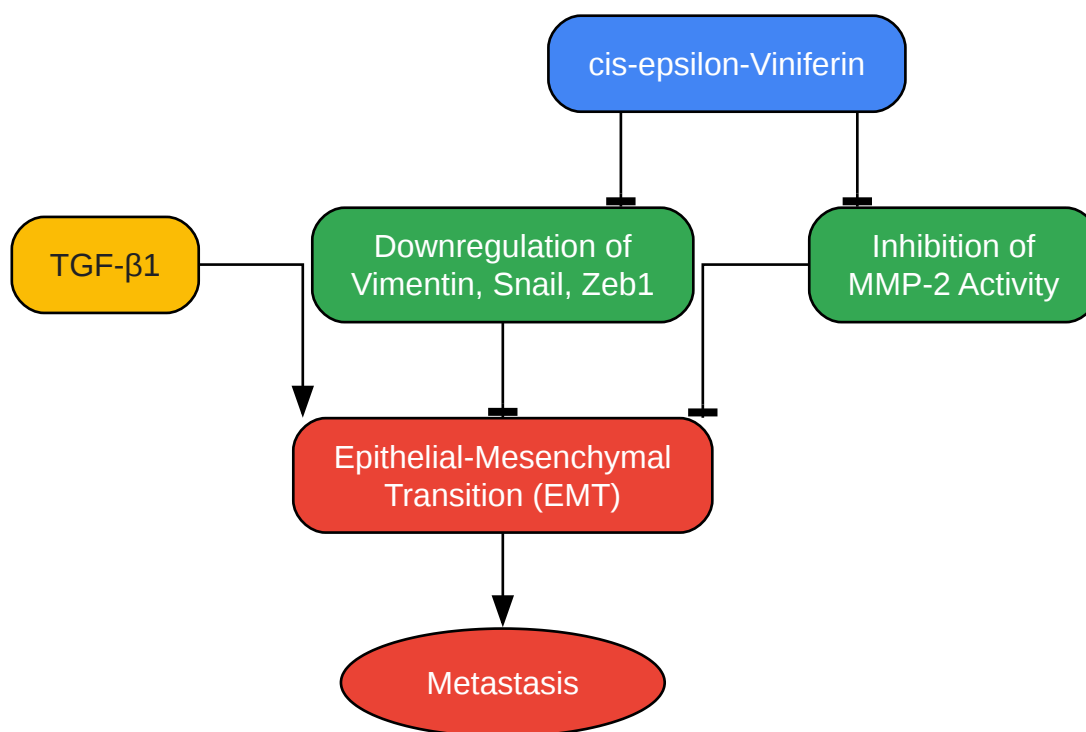 cis-epsilon-Viniferin
TGF-β1
Downregulation of
Vimentin, Snail, Zeb1
Inhibition of
MMP-2 Activity
Epithelial-Mesenchymal
Transition (EMT)
Metastasis